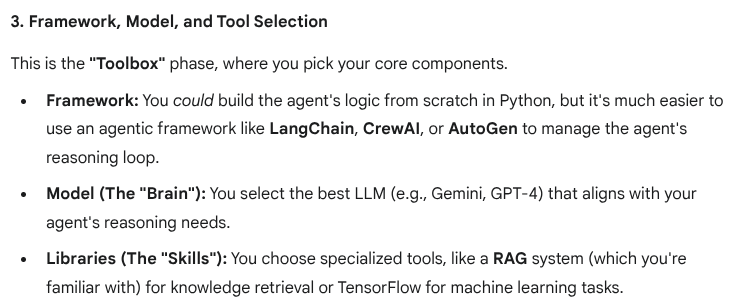 3. Framework, Model, and Tool Selection
This is the "Toolbox" phase, where you pick your core components.
• Framework: You could build the agent's logic from scratch in Python, but it's much easier to
use an agentic framework like LangChain, CrewAI, or AutoGen to manage the agent's
reasoning loop.
• Model (The "Brain"): You select the best LLM (e.g., Gemini, GPT-4) that aligns with your
agent's reasoning needs.
• Libraries (The "Skills"): You choose specialized tools, like a RAG system (which you're
familiar with) for knowledge retrieval or TensorFlow for machine learning tasks.